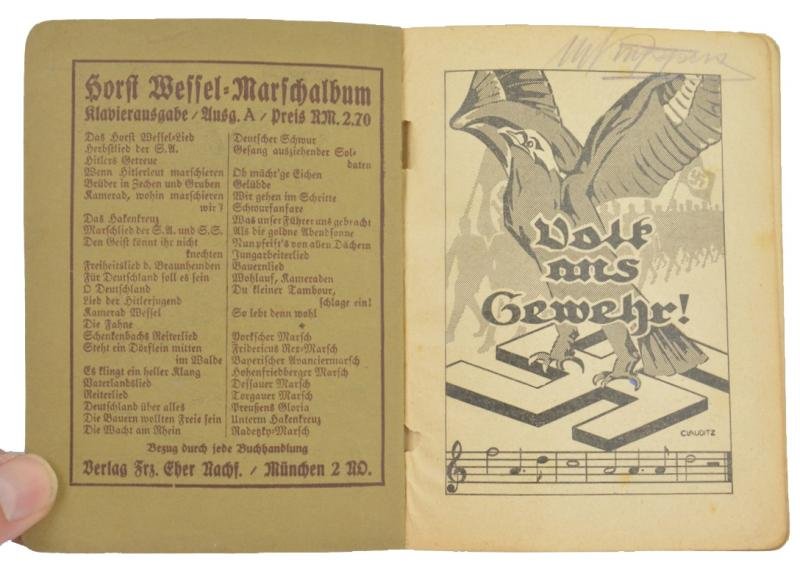 Horst Wessel-Marschalbum
Klavierausgabe / Ausg. A / Preis RM. 2.70
Das Horst Wessel-Lied
Herbstlied der S.A.
Hitlers Getreue
Wenn Hitlerleut marschieren
Brüder in Zechen und Gruben
Kamerad, wohin marschieren
wir?
Das Hakenkreuz
Marschlied der S.A. und S.S.
Den Geist könnt ihr nicht
knechten
Freiheitslied d. Braunhemden
Für Deutschland soll es sein
O Deutschland
Lied der Hitlerjugend
Kamerad Wessel
Die Fahne
Schenkenbachs Reiterlied
Steht ein Dörflein mitten
im Walde
Es klingt ein heller Klang
Vaterlandslied
Reiterlied
Deutschland über alles
Die Bauern wollten Freie sein
Die Wacht am Rhein
Deutscher Schwur
Gesang ausziehender Sol-
daten
Ob mächt'ge Eichen
Gelübde
Wir gehen im Schritte
Schwurfanfare
Was unser Führer uns gebracht
Als die goldne Abendsonne
Nun pfeift's von allen Dächern
Jungarbeiterlied
Bauernlied
Wohlauf, Kameraden
Du kleiner Tambour,
schlage ein!
So lebt denn wohl
*
Yorkscher Marsch
Fridericus Rex-Marsch
Bayerischer Avanciermarsch
Hohenfriedberger Marsch
Dessauer Marsch
Torgauer Marsch
Preußens Gloria
Unterm Hakenkreuz
Radetzky-Marsch
Bezug durch jede Buchhandlung
Verlag Frz. Eher Nachf. / München 2 NO.
Volk
ans
Gewehr!
CLAUDITZ